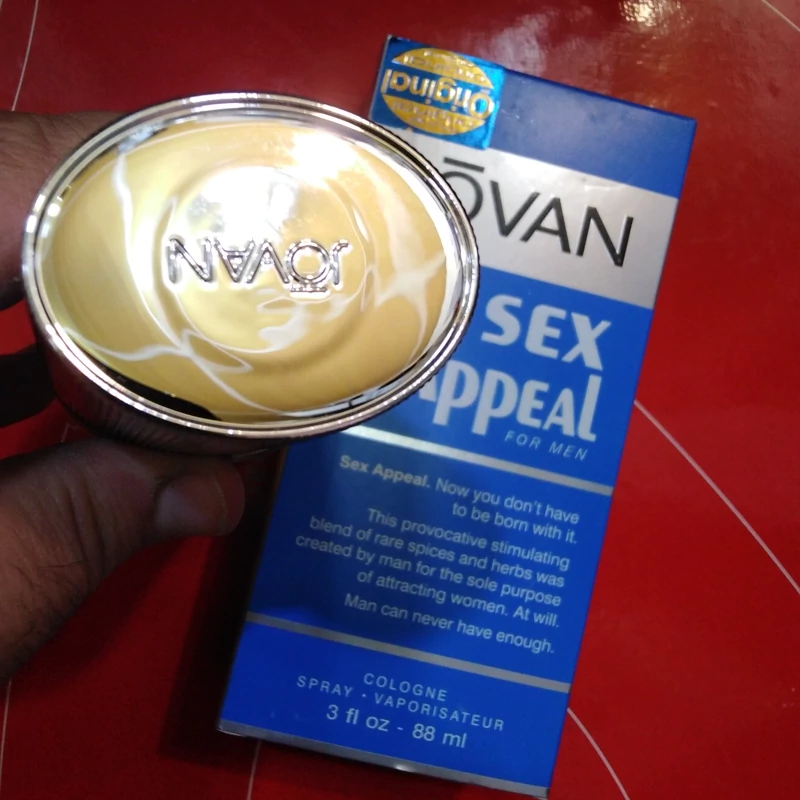 Original
JŌVAN
ŌVAN
SEX
APPEAL
FOR MEN
Sex Appeal. Now you don't have
to be born with it.
This provocative stimulating
blend of rare spices and herbs was
created by man for the sole purpose
of attracting women. At will.
Man can never have enough.
COLOGNE
SPRAY · VAPORISATEUR
3 fl oz - 88 ml